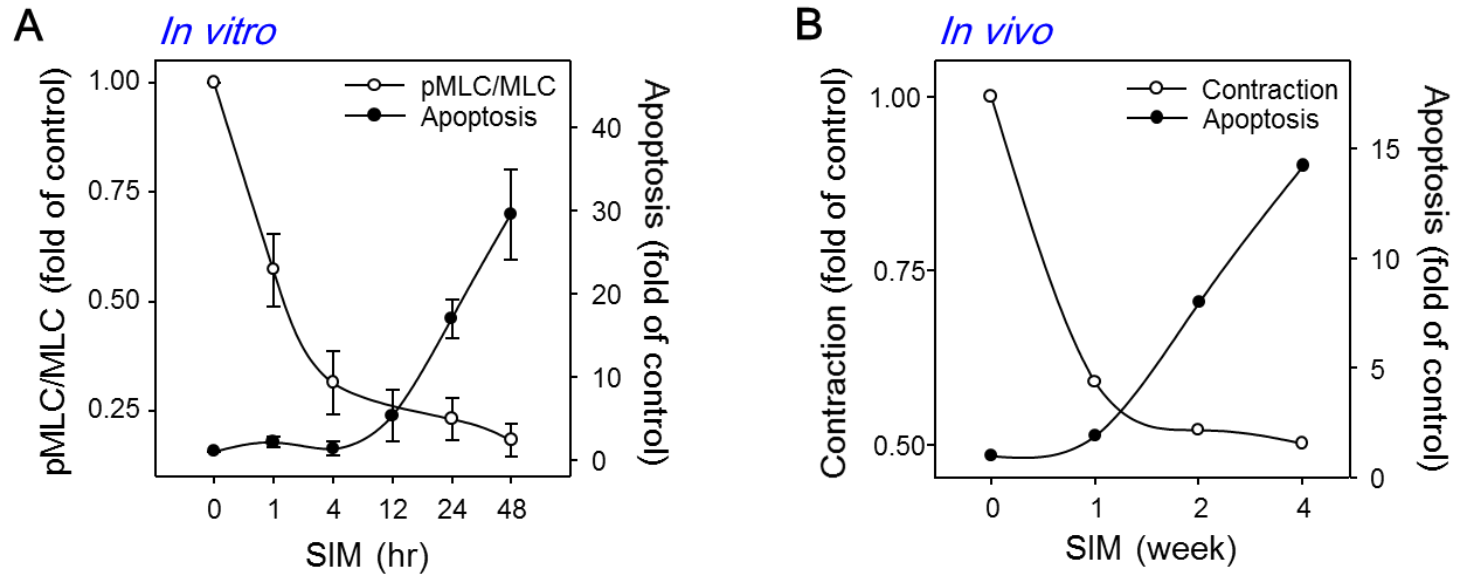 A
In vitro
pMLC/MLC (fold of control)
1.00
0.75
0.50
0.25
pMLC/MLC
Apoptosis
40
30
20
10
0
Apoptosis (fold of control)
0 1 4 12 24 48
SIM (hr)
B
In vivo
Contraction (fold of control)
1.00
0.75
0.50
Contraction
Apoptosis
15
10
5
0
Apoptosis (fold of control)
0 1 2 4
SIM (week)